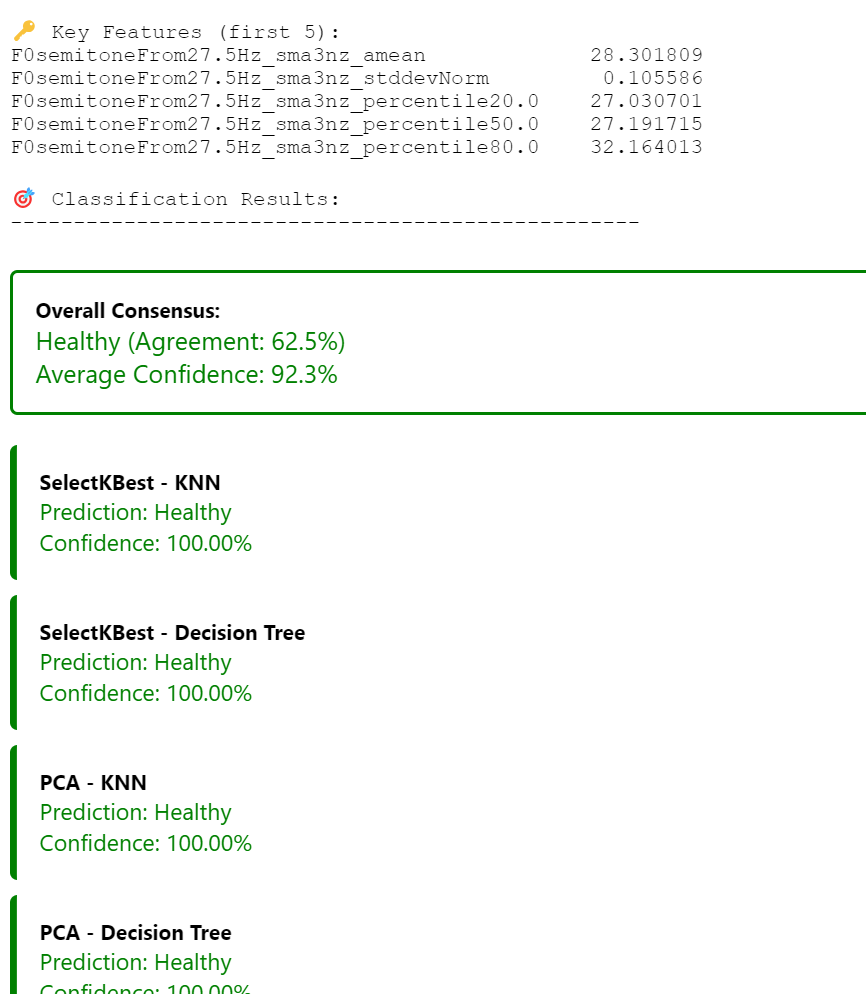 🔑 Key Features (first 5):
F0semitoneFrom27.5Hz_sma3nz_amean 28.301809
F0semitoneFrom27.5Hz_sma3nz_stddevNorm 0.105586
F0semitoneFrom27.5Hz_sma3nz_percentile20.0 27.030701
F0semitoneFrom27.5Hz_sma3nz_percentile50.0 27.191715
F0semitoneFrom27.5Hz_sma3nz_percentile80.0 32.164013
🎯 Classification Results:
--------------------------------------------------
Overall Consensus:
Healthy (Agreement: 62.5%)
Average Confidence: 92.3%
SelectKBest - KNN
Prediction: Healthy
Confidence: 100.00%
SelectKBest - Decision Tree
Prediction: Healthy
Confidence: 100.00%
PCA - KNN
Prediction: Healthy
Confidence: 100.00%
PCA - Decision Tree
Prediction: Healthy
Confidence: 100.00%